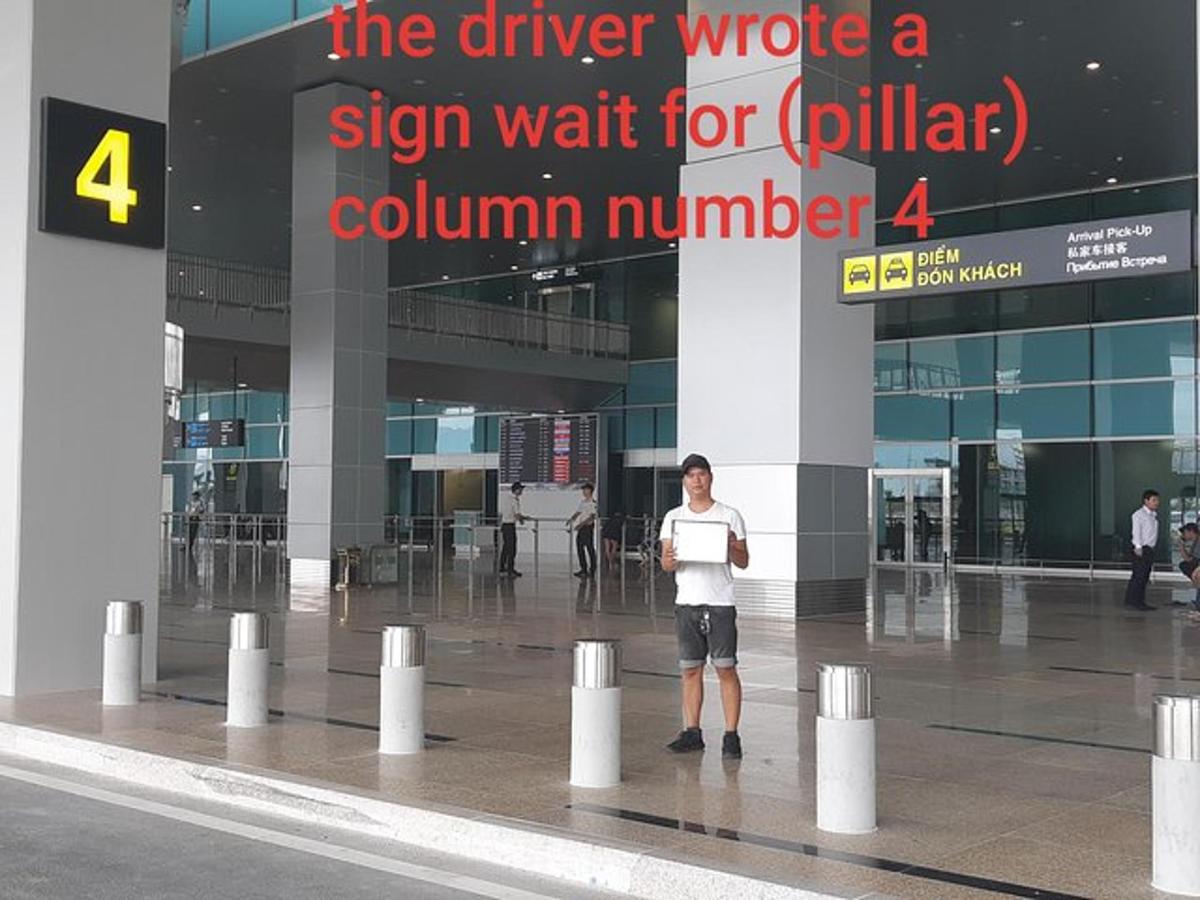 the driver wrote a
sign wait for (pillar)
column number 4
4
ĐIỂM
ĐÓN KHÁCH
Arrival Pick-Up
私家车接客
Прибытие Встреча